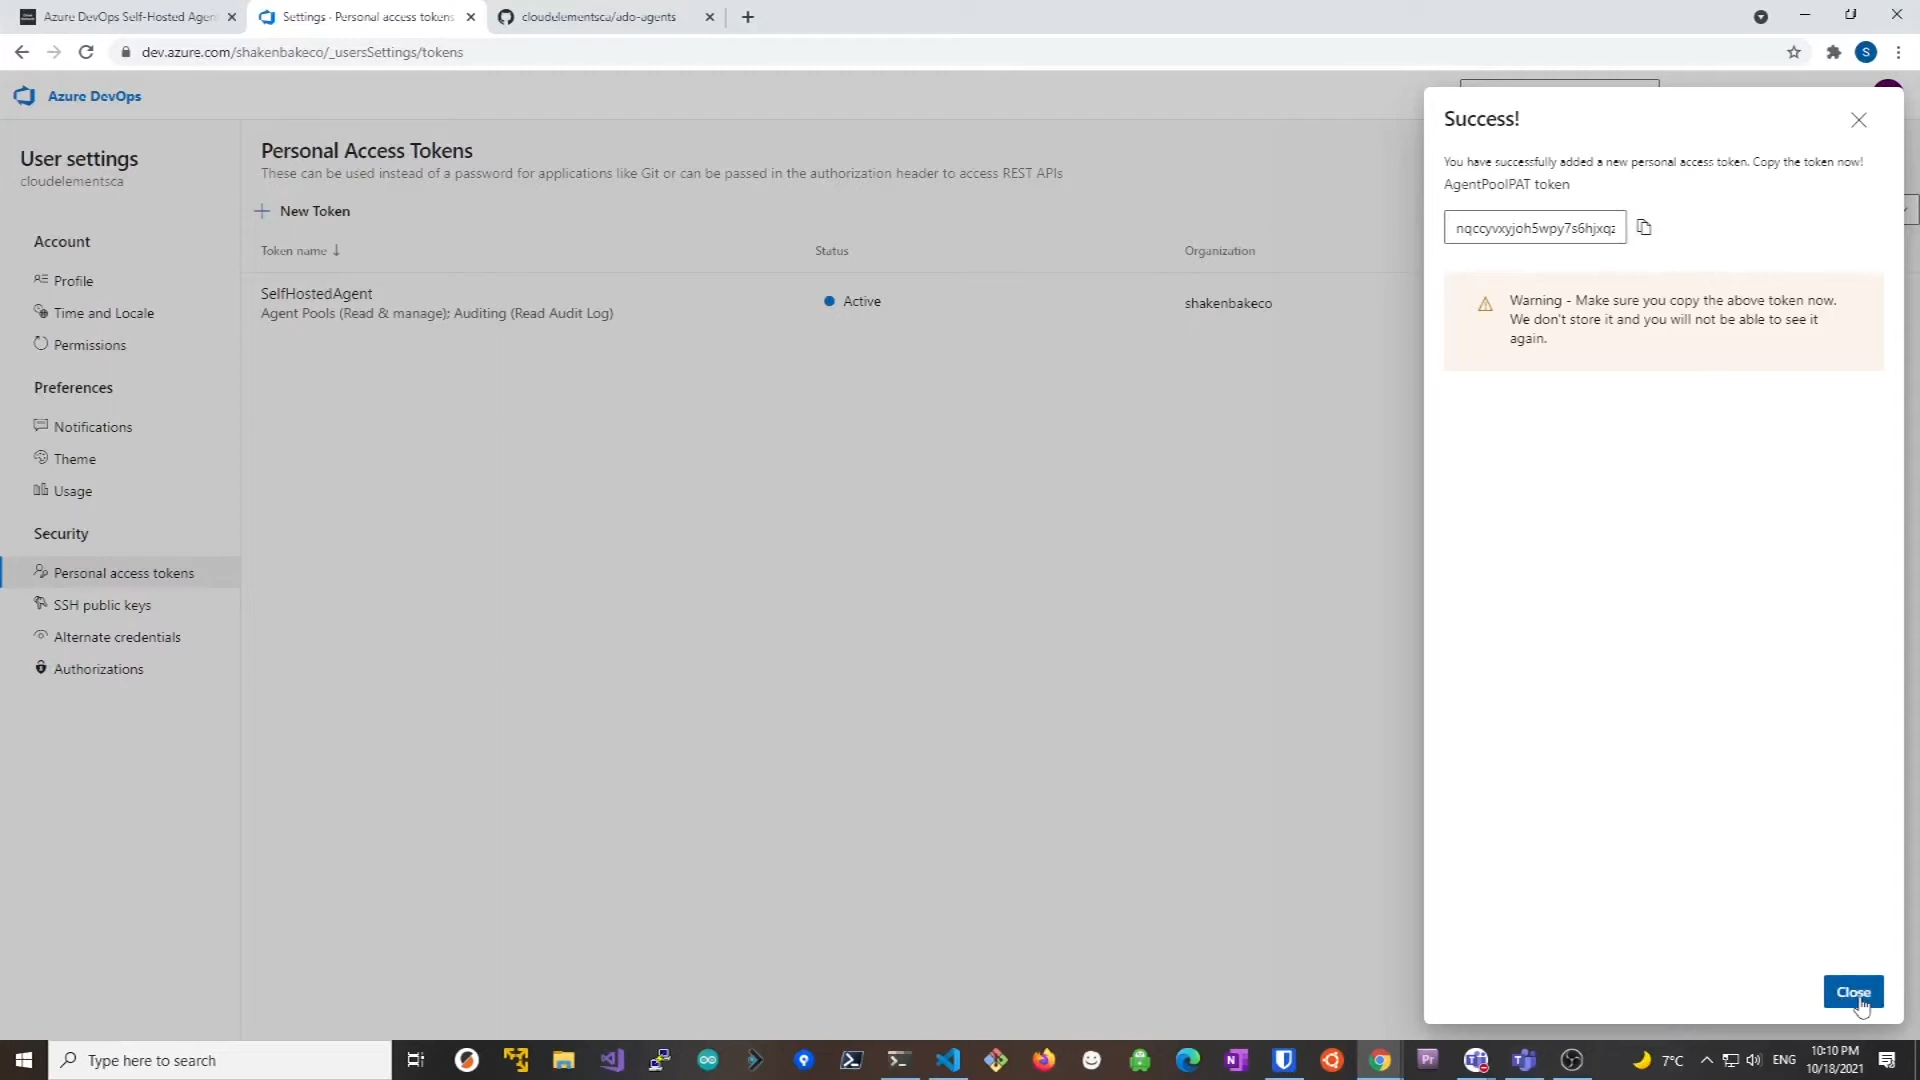 Azure DevOps Self-Hosted Agen
Settings - Personal access tokens
cloudelementsca/ado-agents
dev.azure.com/shakenbakeco/_usersSettings/tokens
S
Azure DevOps
User settings
cloudelementsca
Account
Profile
Time and Locale
Permissions
Preferences
Notifications
Theme
Usage
Security
Personal access tokens
SSH public keys
Alternate credentials
Authorizations
Personal Access Tokens
These can be used instead of a password for applications like Git or can be passed in the authorization header to access REST APIs
New Token
Token name ↓ Status Organization
SelfHostedAgent
Agent Pools (Read & manage); Auditing (Read Audit Log)
Active
shakenbakeco
Success!
You have successfully added a new personal access token. Copy the token now!
AgentPoolPAT token
nqccyvxyjoh5wpy7s6hjxqz
Warning - Make sure you copy the above token now.
We don't store it and you will not be able to see it
again.
Close
Type here to search
7°C
ENG
10:10 PM
10/18/2021